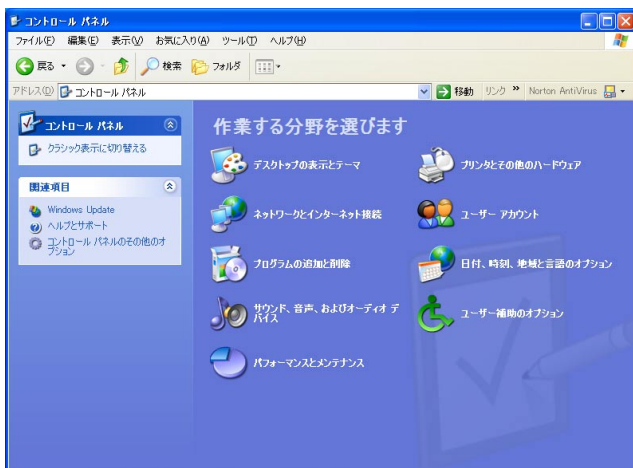 コントロール パネル
ファイル(F) 編集(E) 表示(V) お気に入り(A) ツール(T) ヘルプ(H)
戻る 検索 フォルダ
アドレス(D) コントロール パネル 移動 リンク » Norton AntiVirus
コントロール パネル
クラシック表示に切り替える
関連項目
Windows Update
ヘルプとサポート
コントロール パネルのその他のオ
プション
作業する分野を選びます
デスクトップの表示とテーマ
プリンタとその他のハードウェア
ネットワークとインターネット接続
ユーザー アカウント
プログラムの追加と削除
日付、時刻、地域と言語のオプション
サウンド、音声、およびオーディオ デ
バイス
ユーザー補助のオプション
パフォーマンスとメンテナンス